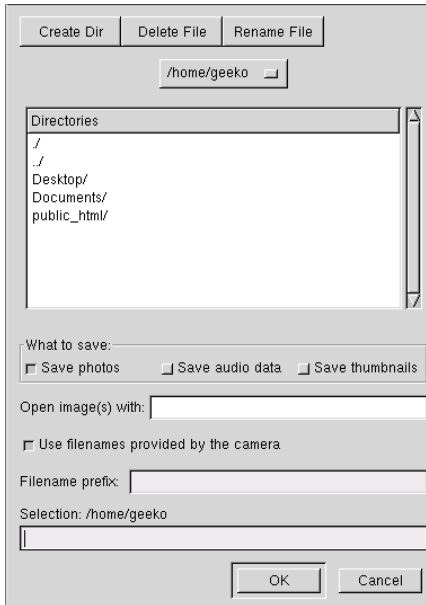 Create Dir Delete File Rename File
/home/geeko
Directories
./
../
Desktop/
Documents/
public_html/
What to save:
Save photos Save audio data Save thumbnails
Open image(s) with:
Use filenames provided by the camera
Filename prefix:
Selection: /home/geeko
OK Cancel